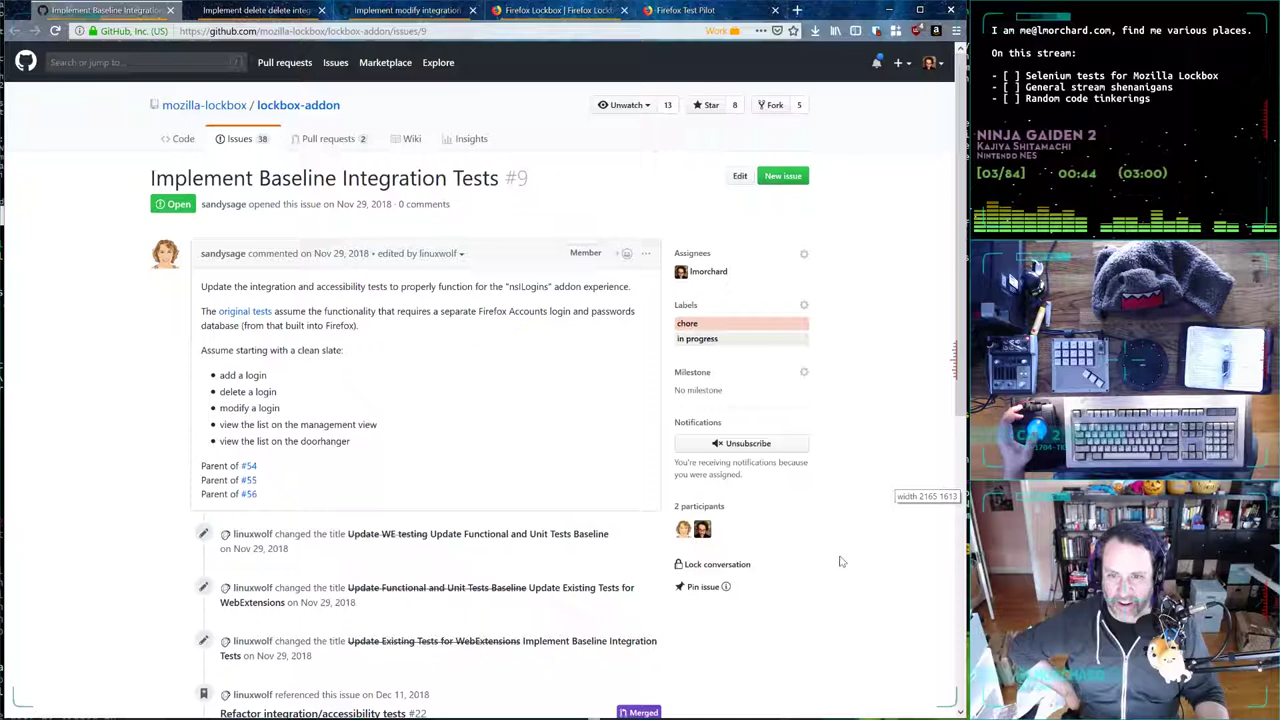 Implement Baseline Integration
Implement delete delete integra
Implement modify integration
Firefox Lockbox | Firefox Lockb
Firefox Test Pilot
GitHub, Inc. (US)
https://github.com/mozilla-lockbox/lockbox-addon/issues/9
Work
Search or jump to...
Pull requests
Issues
Marketplace
Explore
mozilla-lockbox / lockbox-addon
Unwatch
13
Star
8
Fork
5
Code
Issues 38
Pull requests 2
Wiki
Insights
Implement Baseline Integration Tests #9
Edit
New issue
Open
sandysage opened this issue on Nov 29, 2018 · 0 comments
sandysage commented on Nov 29, 2018 • edited by linuxwolf
Member
Update the integration and accessibility tests to properly function for the "nsILogins" addon experience.
The original tests assume the functionality that requires a separate Firefox Accounts login and passwords
database (from that built into Firefox).
Assume starting with a clean slate:
• add a login
• delete a login
• modify a login
• view the list on the management view
• view the list on the doorhanger
Parent of #54
Parent of #55
Parent of #56
linuxwolf changed the title Update WE testing Update Functional and Unit Tests Baseline
on Nov 29, 2018
linuxwolf changed the title Update Functional and Unit Tests Baseline Update Existing Tests for
WebExtensions on Nov 29, 2018
linuxwolf changed the title Update Existing Tests for WebExtensions Implement Baseline Integration
Tests on Nov 29, 2018
linuxwolf referenced this issue on Dec 11, 2018
Refactor integration/accessibility tests #22
Merged
Assignees
lmorchard
Labels
chore
in progress
Milestone
No milestone
Notifications
Unsubscribe
You're receiving notifications because
you were assigned.
2 participants
Lock conversation
Pin issue
width 2165 1613
I am me@lmorchard.com, find me various places.
On this stream:
- [ ] Selenium tests for Mozilla Lockbox
- [ ] General stream shenanigans
- [ ] Random code tinkerings
NINJA GAIDEN 2
KAJIYA SHITAMACHI
NINTENDO NES
[03/84]
00:44
(03:00)